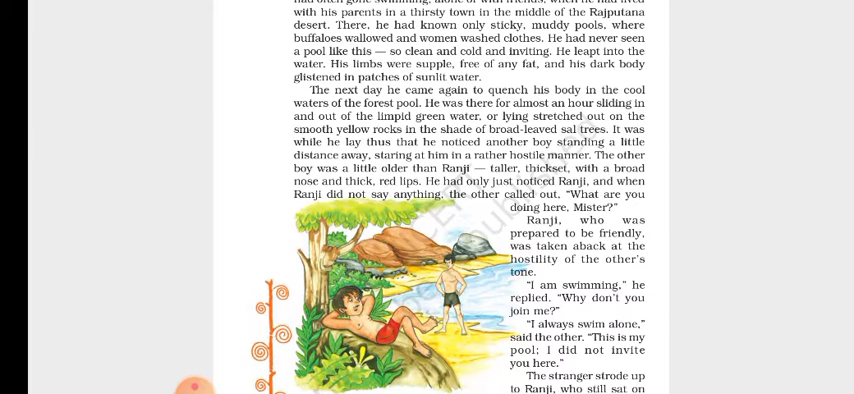 had often gone swimming, alone or with friends, when he had lived
with his parents in a thirsty town in the middle of the Rajputana
desert. There, he had known only sticky, muddy pools, where
buffaloes wallowed and women washed clothes. He had never seen
a pool like this — so clean and cold and inviting. He leapt into the
water. His limbs were supple, free of any fat, and his dark body
glistened in patches of sunlit water.
The next day he came again to quench his body in the cool
waters of the forest pool. He was there for almost an hour sliding in
and out of the limpid green water, or lying stretched out on the
smooth yellow rocks in the shade of broad-leaved sal trees. It was
while he lay thus that he noticed another boy standing a little
distance away, staring at him in a rather hostile manner. The other
boy was a little older than Ranji — taller, thickset, with a broad
nose and thick, red lips. He had only just noticed Ranji, and when
Ranji did not say anything, the other called out, “What are you
doing here, Mister?”
Ranji, who was
prepared to be friendly,
was taken aback at the
hostility of the other’s
tone.
“I am swimming,” he
replied. “Why don’t you
join me?”
“I always swim alone,”
said the other. “This is my
pool; I did not invite
you here.”
The stranger strode up
to Ranji, who still sat on